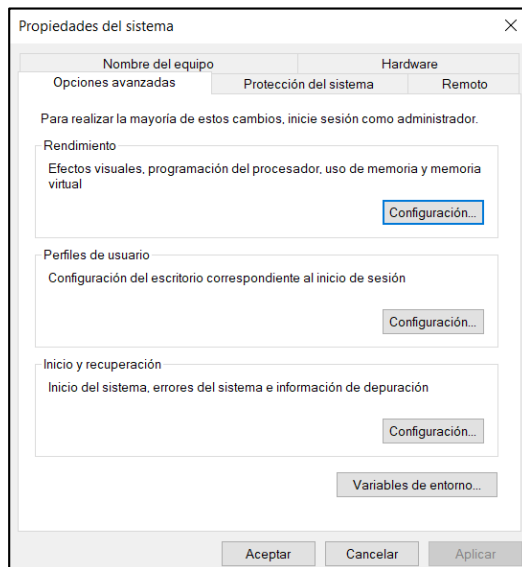 Propiedades del sistema
Nombre del equipo
Hardware
Opciones avanzadas
Protección del sistema
Remoto
Para realizar la mayoría de estos cambios, inicie sesión como administrador.
Rendimiento
Efectos visuales, programación del procesador, uso de memoria y memoria
virtual
Configuración...
Perfiles de usuario
Configuración del escritorio correspondiente al inicio de sesión
Configuración...
Inicio y recuperación
Inicio del sistema, errores del sistema e información de depuración
Configuración...
Variables de entorno...
Aceptar
Cancelar
Aplicar